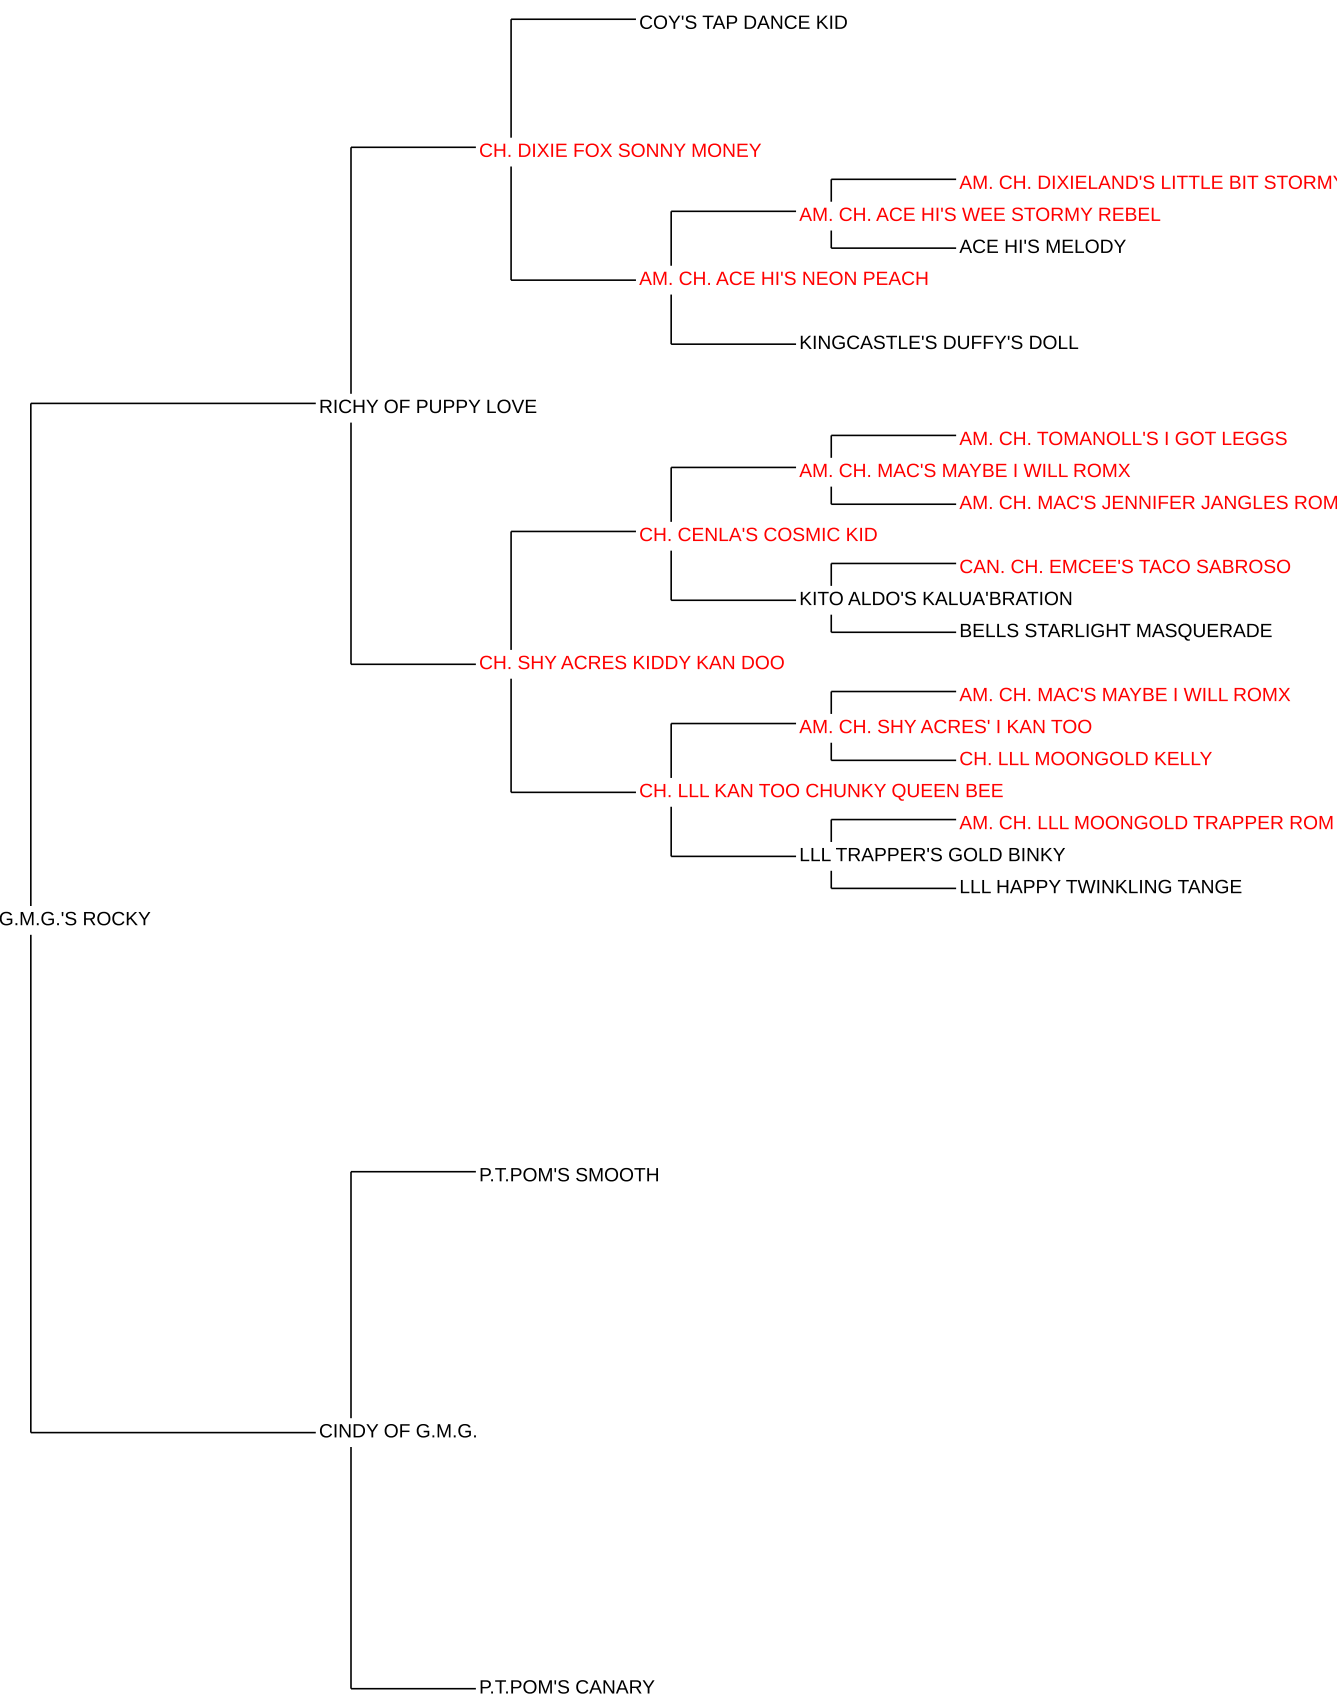 COY'S TAP DANCE KID
CH. DIXIE FOX SONNY MONEY
AM. CH. DIXIELAND'S LITTLE BIT STORMY
AM. CH. ACE HI'S WEE STORMY REBEL
ACE HI'S MELODY
AM. CH. ACE HI'S NEON PEACH
KINGCASTLE'S DUFFY'S DOLL
RICHY OF PUPPY LOVE
AM. CH. TOMANOLL'S I GOT LEGGS
AM. CH. MAC'S MAYBE I WILL ROMX
AM. CH. MAC'S JENNIFER JANGLES ROM
CH. CENLA'S COSMIC KID
CAN. CH. EMCEE'S TACO SABROSO
KITO ALDO'S KALUA'BRATION
BELLS STARLIGHT MASQUERADE
CH. SHY ACRES KIDDY KAN DOO
AM. CH. MAC'S MAYBE I WILL ROMX
AM. CH. SHY ACRES' I KAN TOO
CH. LLL MOONGOLD KELLY
CH. LLL KAN TOO CHUNKY QUEEN BEE
AM. CH. LLL MOONGOLD TRAPPER ROM
LLL TRAPPER'S GOLD BINKY
LLL HAPPY TWINKLING TANGE
G.M.G.'S ROCKY
P.T.POM'S SMOOTH
CINDY OF G.M.G.
P.T.POM'S CANARY